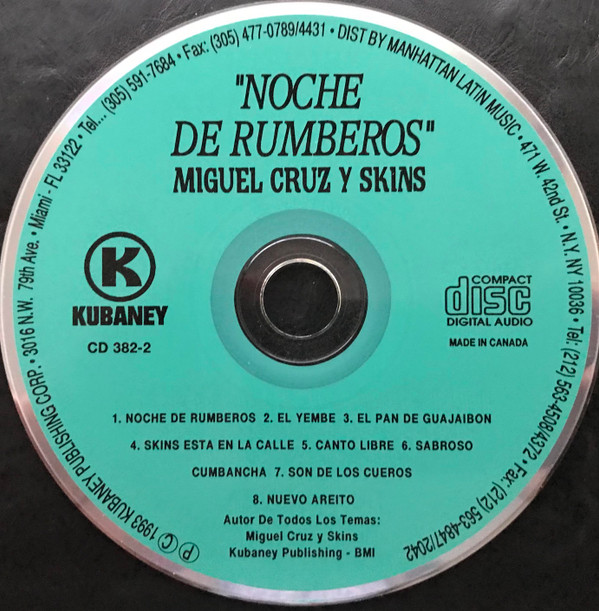 "NOCHE
DE RUMBEROS"
MIGUEL CRUZ Y SKINS
K
KUBANEY
CD 382-2
COMPACT
disc
DIGITAL AUDIO
MADE IN CANADA
1. NOCHE DE RUMBEROS 2. EL YEMBE 3. EL PAN DE GUAJAIBON
4. SKINS ESTA EN LA CALLE 5. CANTO LIBRE 6. SABROSO
CUMBANCHA 7. SON DE LOS CUEROS
8. NUEVO AREITO
Autor De Todos Los Temas:
Miguel Cruz y Skins
Kubaney Publishing - BMI
Ⓟ Ⓒ 1993 KUBANEY PUBLISHING CORP. • 3016 N.W. 79th Ave. • Miami - FL 33122 • Tel... (305) 591-7684 • Fax: (305) 477-0789/4431 • DIST BY MANHATTAN LATIN MUSIC • 471 W. 42nd St. • N.Y. NY 10036 • Tel: (212) 563-4508/4372 • Fax: (212) 563-4847/2042